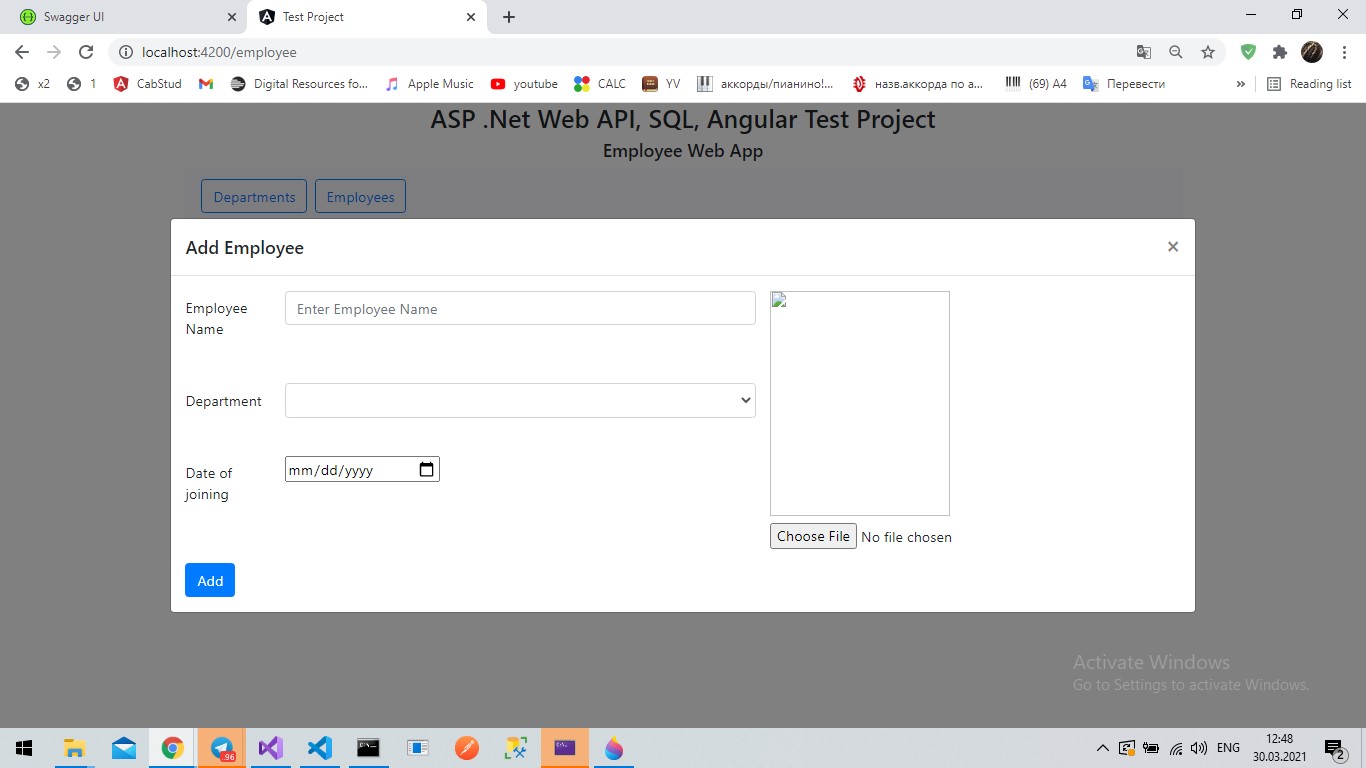 Swagger UI
Test Project
localhost:4200/employee
x2
1
CabStud
Digital Resources fo...
Apple Music
youtube
CALC
YV
аккорды/пианино!...
назв.аккорда по а...
(69) A4
Перевести
»
Reading list
ASP .Net Web API, SQL, Angular Test Project
Employee Web App
Departments
Employees
Add Employee
×
Employee
Name
Enter Employee Name
Department
Date of
joining
mm/dd/yyyy
Choose File No file chosen
Add
Activate Windows
Go to Settings to activate Windows.
96
ENG
12:48
30.03.2021
2